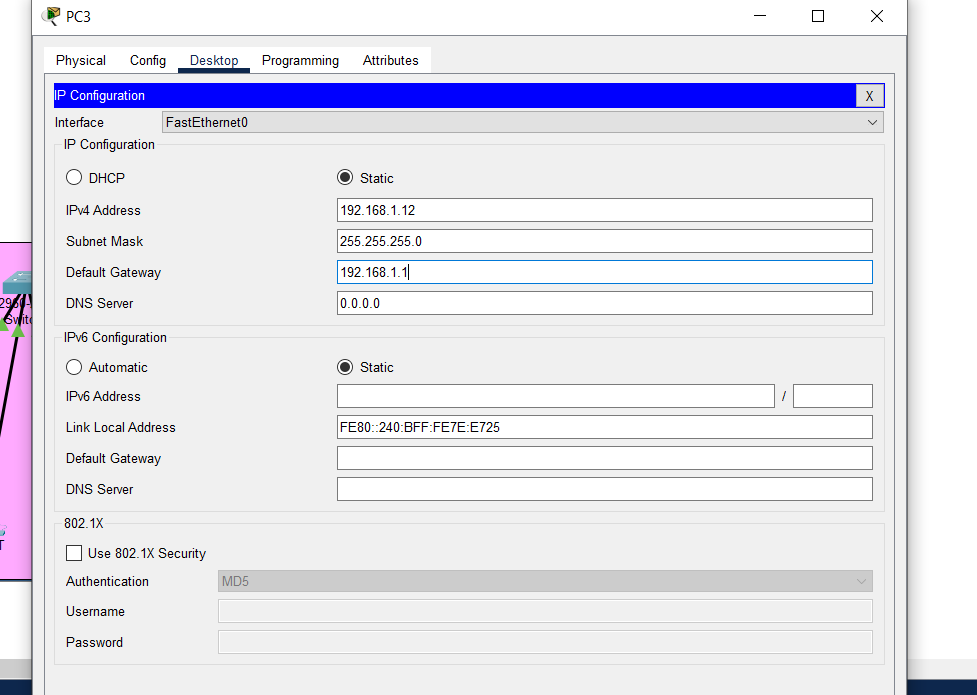 PC3
Physical Config Desktop Programming Attributes
IP Configuration X
Interface FastEthernet0
IP Configuration
DHCP Static
IPv4 Address 192.168.1.12
Subnet Mask 255.255.255.0
Default Gateway 192.168.1.1
DNS Server 0.0.0.0
IPv6 Configuration
Automatic Static
IPv6 Address /
Link Local Address FE80::240:BFF:FE7E:E725
Default Gateway
DNS Server
802.1X
Use 802.1X Security
Authentication MD5
Username
Password